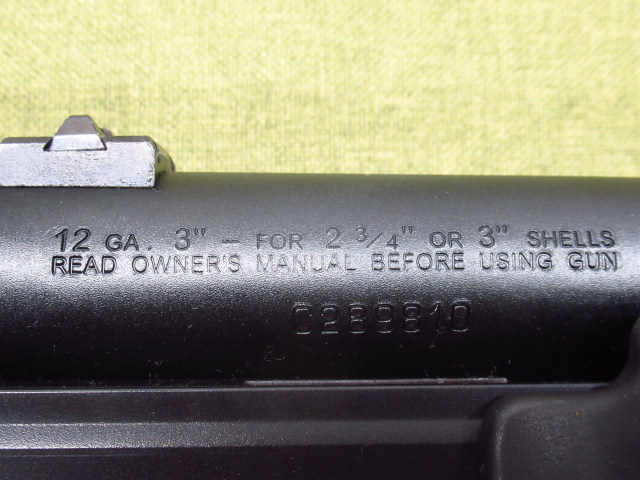 12 GA. 3" - FOR 2 3/4" OR 3" SHELLS
READ OWNER'S MANUAL BEFORE USING GUN
C289810